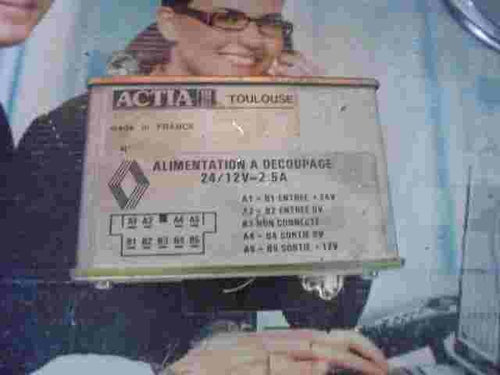 ACTIA TOULOUSE
made in FRANCE
N°
ALIMENTATION A DECOUPAGE
24/12V-2.5A
A1 - B1 ENTREE + 24V
A2 - B2 ENTREE 0V
A3 NON CONNECTE
A4 - B4 SORTIE 0V
A5 - B5 SORTIE + 12V
A1 A2 A4 A5
B1 B2 B3 B4 B5